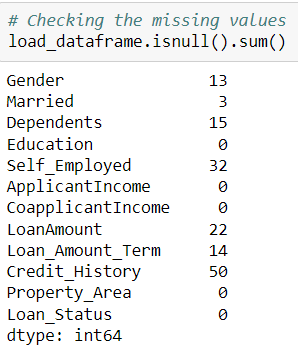 # Checking the missing values
load_dataframe.isnull().sum()
Gender 13
Married 3
Dependents 15
Education 0
Self_Employed 32
ApplicantIncome 0
CoapplicantIncome 0
LoanAmount 22
Loan_Amount_Term 14
Credit_History 50
Property_Area 0
Loan_Status 0
dtype: int64